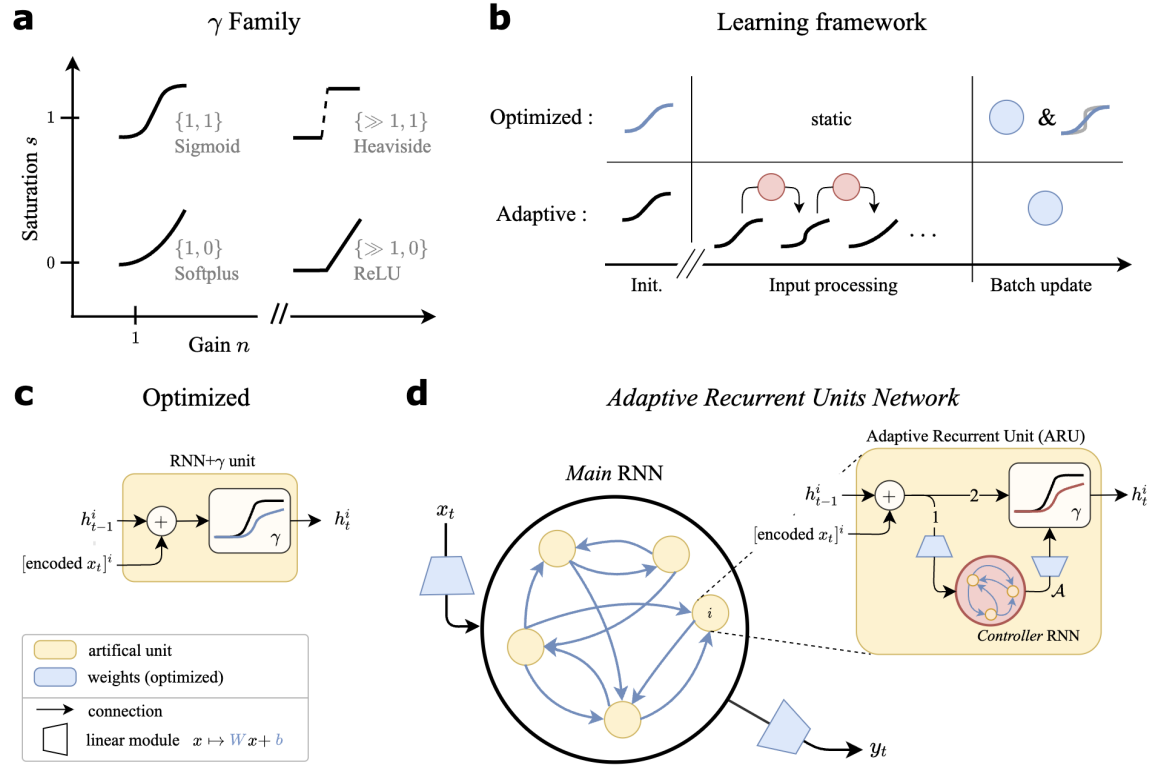 a
γ Family
Saturation s
1
0
{1, 1}
Sigmoid
{≫ 1, 1}
Heaviside
{1, 0}
Softplus
{≫ 1, 0}
ReLU
1
Gain n
b
Learning framework
Optimized :
static
&
Adaptive :
. . .
Init.
Input processing
Batch update
c
Optimized
RNN+γ unit
h^i_{t-1}
+
γ
h^i_t
[encoded x_t]^i
artifical unit
weights (optimized)
connection
linear module x ↦ Wx + b
d
Adaptive Recurrent Units Network
Main RNN
x_t
i
y_t
Adaptive Recurrent Unit (ARU)
h^i_{t-1}
+
2
γ
h^i_t
[encoded x_t]^i
1
𝒜
Controller RNN